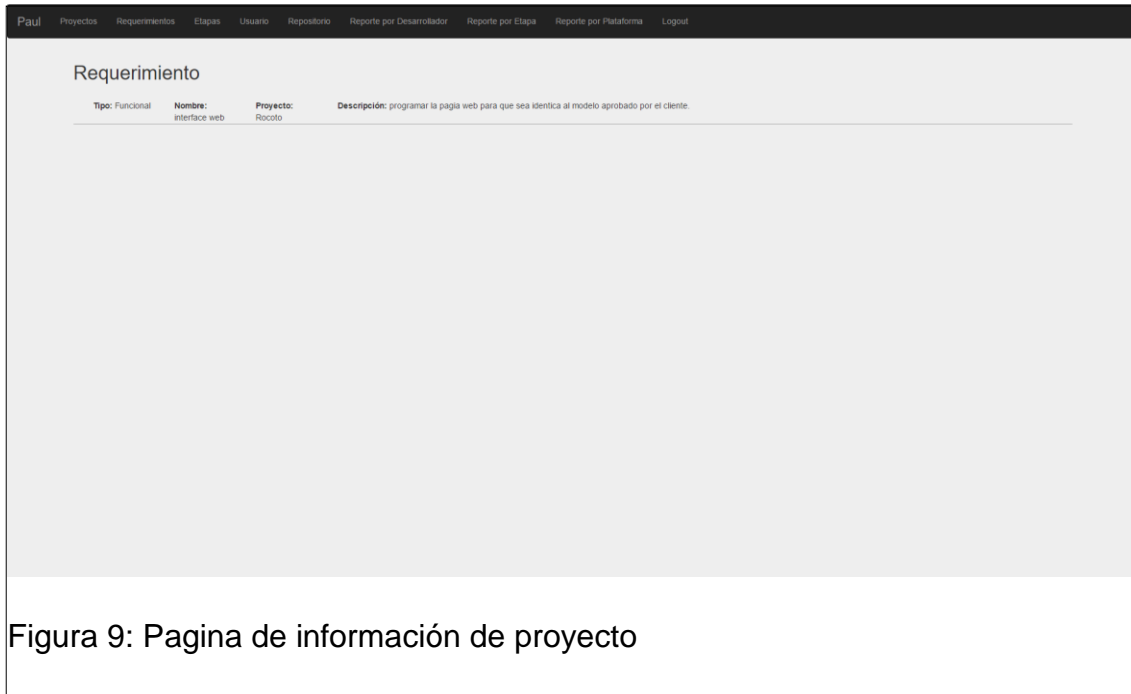 Paul Proyectos Requerimientos Etapas Usuario Repositorio Reporte por Desarrollador Reporte por Etapa Reporte por Plataforma Logout
Requerimiento
Tipo: Funcional Nombre: Proyecto: Descripción: programar la pagia web para que sea identica al modelo aprobado por el cliente.
interface web Rocoto
Figura 9: Pagina de información de proyecto